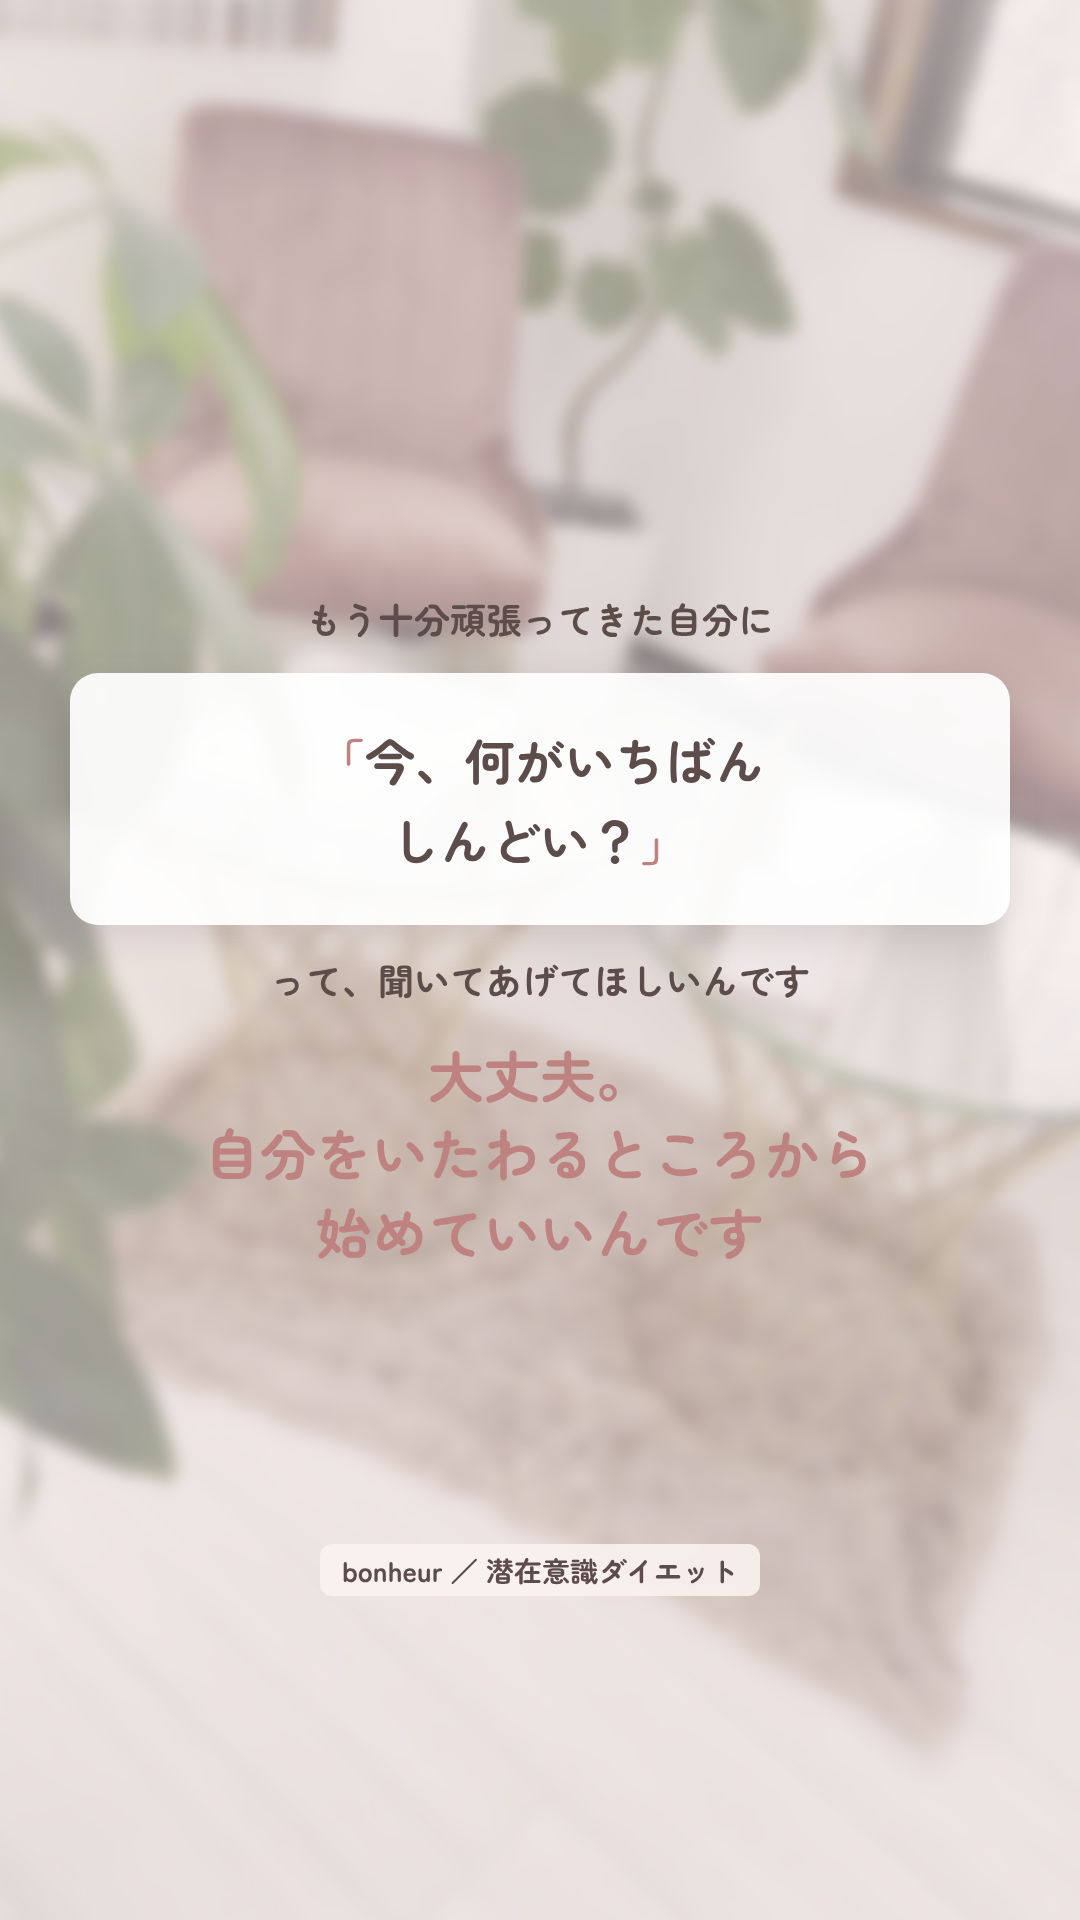 もう十分頑張ってきた自分に
「今、何がいちばん
しんどい？」
って、聞いてあげてほしいんです
大丈夫。
自分をいたわるところから
始めていいんです
bonheur ／ 潜在意識ダイエット